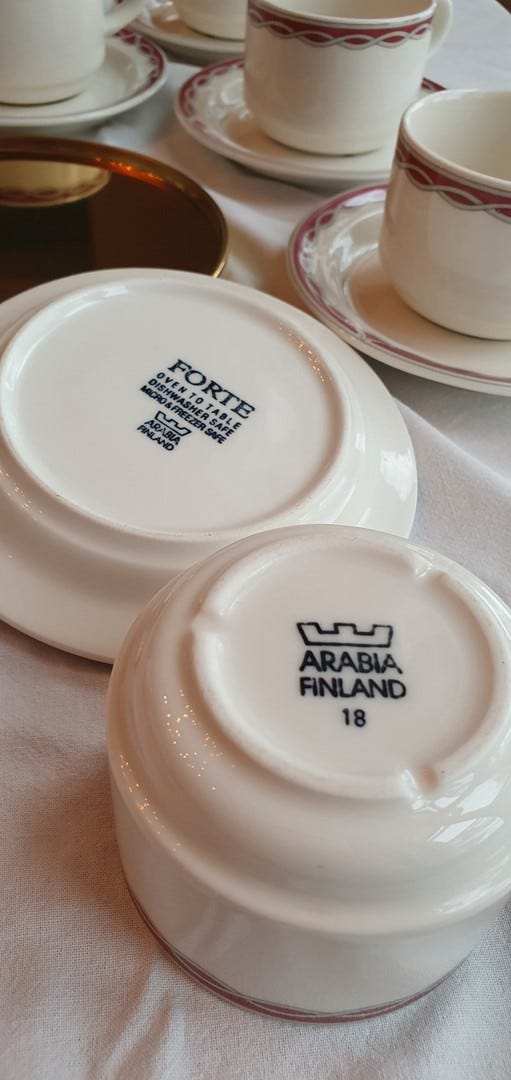 FORTE
OVEN TO TABLE
DISHWASHER SAFE
MICRO & FREEZER SAFE
ARABIA
FINLAND
ARABIA
FINLAND
18